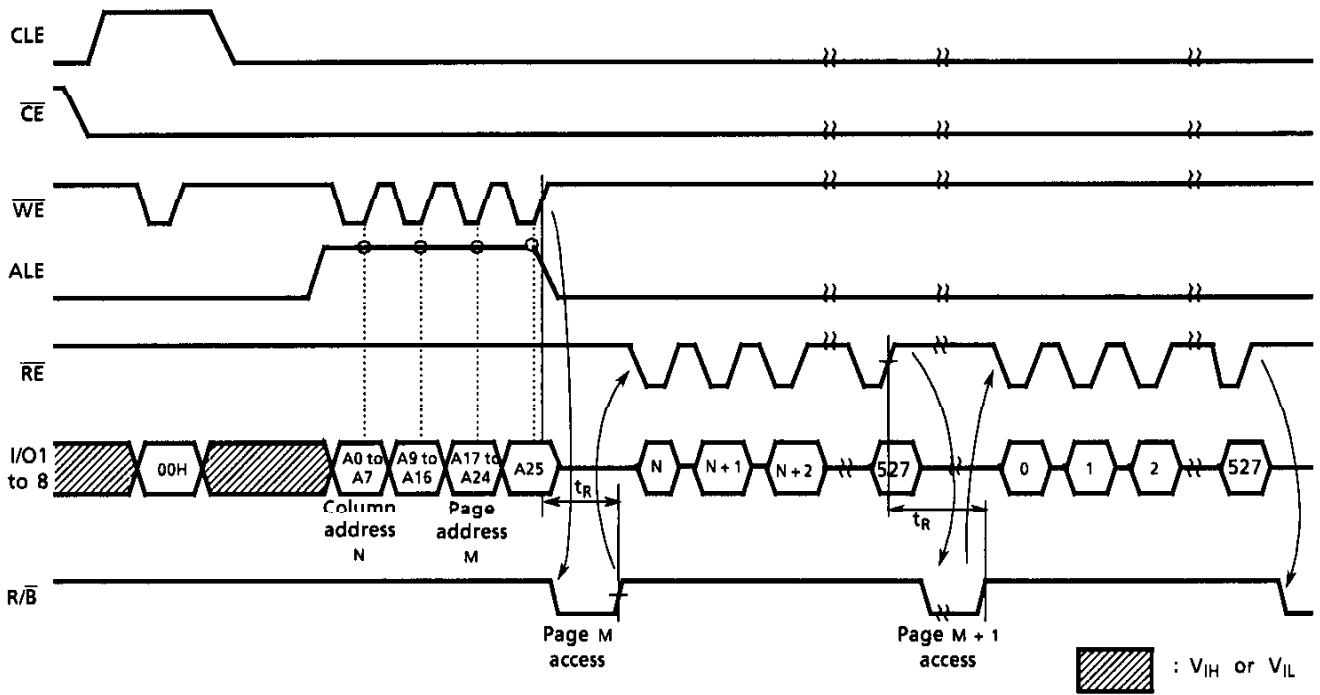 CLE
CE
WE
ALE
RE
I/O1 to 8
00H
A0 to A7
A9 to A16
A17 to A24
A25
N
N + 1
N + 2
527
0
1
2
527
Column address N
Page address M
tR
tR
R/B
Page M access
Page M + 1 access
: VIH or VIL